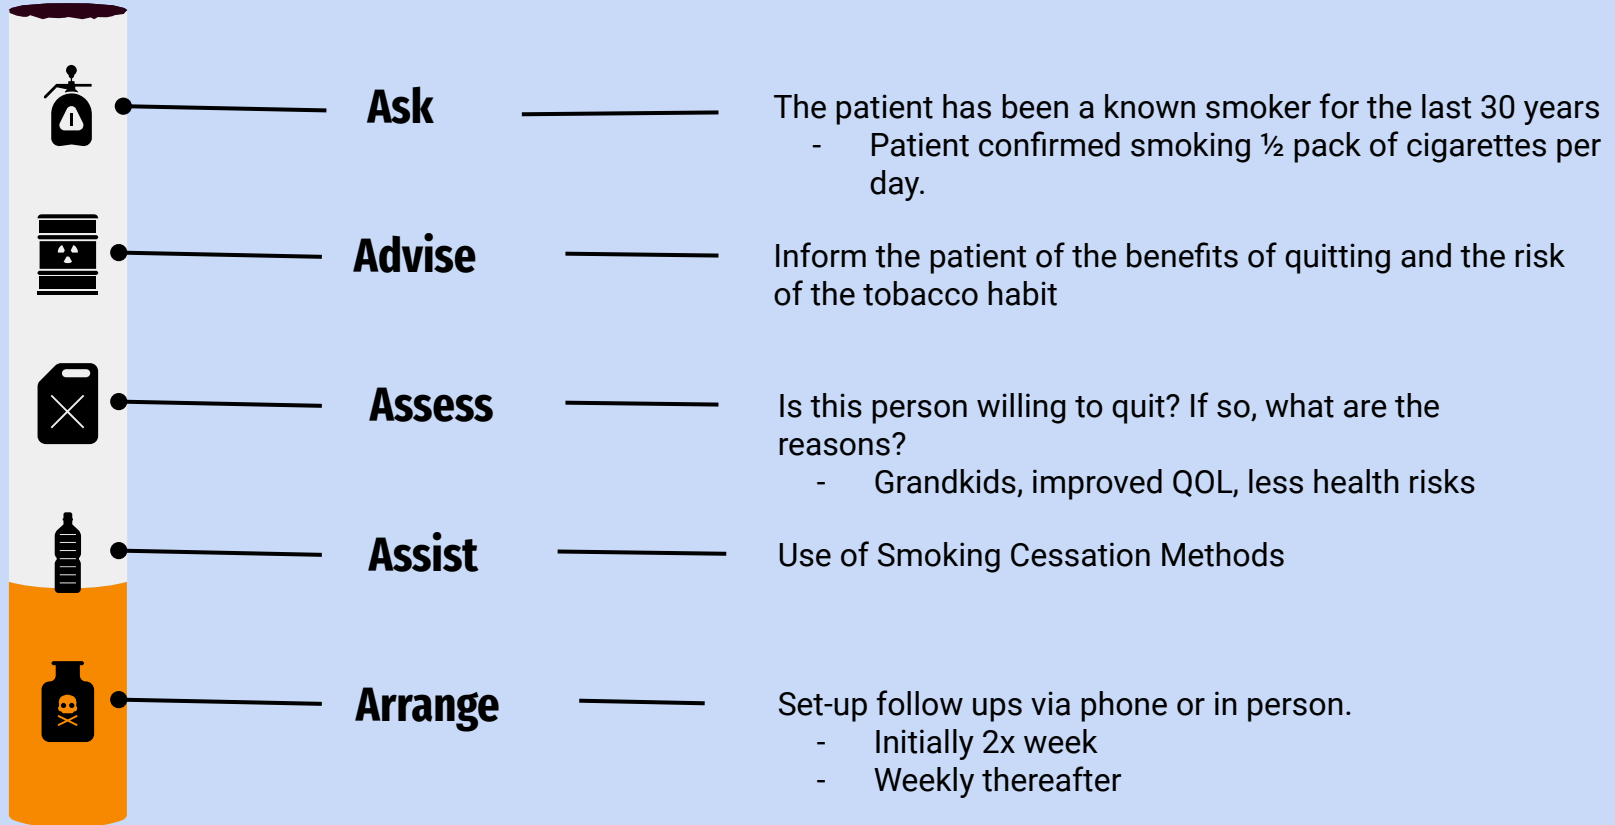 Ask
The patient has been a known smoker for the last 30 years
- Patient confirmed smoking ½ pack of cigarettes per
day.
Advise
Inform the patient of the benefits of quitting and the risk
of the tobacco habit
Assess
Is this person willing to quit? If so, what are the
reasons?
- Grandkids, improved QOL, less health risks
Assist
Use of Smoking Cessation Methods
Arrange
Set-up follow ups via phone or in person.
- Initially 2x week
- Weekly thereafter